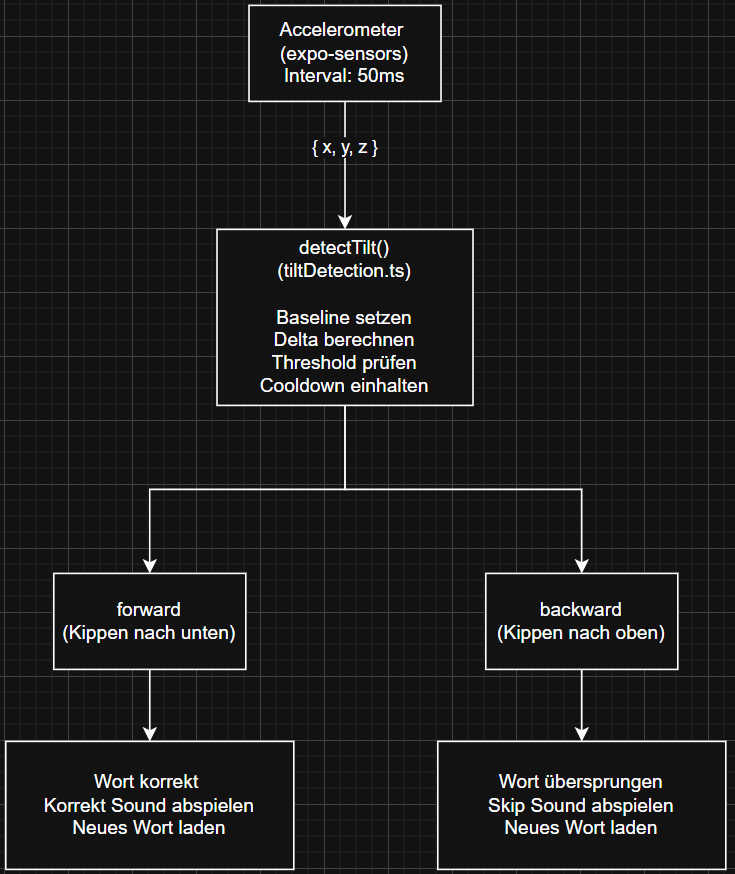 Accelerometer
(expo-sensors)
Interval: 50ms
{ x, y, z }
detectTilt()
(tiltDetection.ts)
Baseline setzen
Delta berechnen
Threshold prüfen
Cooldown einhalten
forward
(Kippen nach unten)
backward
(Kippen nach oben)
Wort korrekt
Korrekt Sound abspielen
Neues Wort laden
Wort übersprungen
Skip Sound abspielen
Neues Wort laden